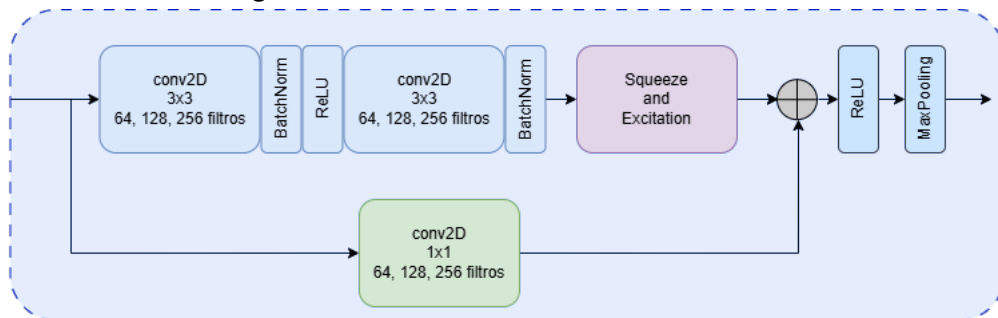 conv2D
3x3
64, 128, 256 filtros
BatchNorm
ReLU
conv2D
3x3
64, 128, 256 filtros
BatchNorm
Squeeze
and
Excitation
ReLU
MaxPooling
conv2D
1x1
64, 128, 256 filtros